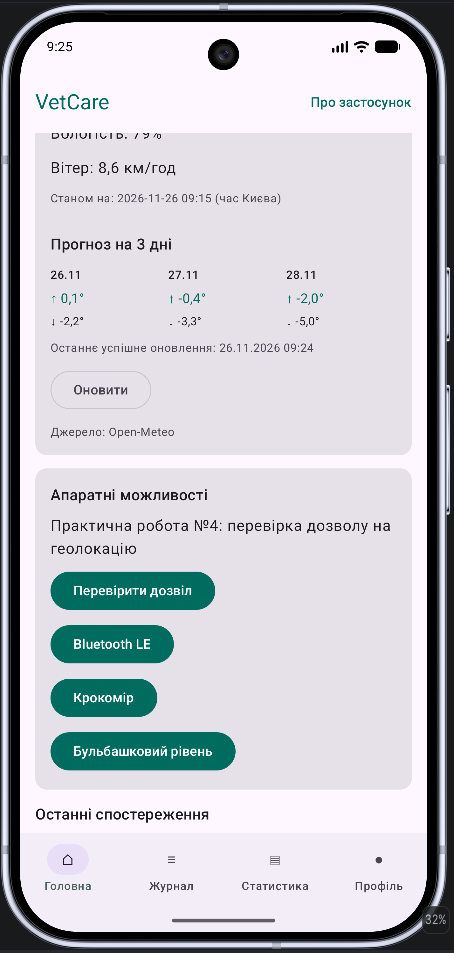 9:25
VetCare
Про застосунок
Вологість: 79%
Вітер: 8,6 км/год
Станом на: 2026-11-26 09:15 (час Києва)
Прогноз на 3 дні
26.11 27.11 28.11
↑ 0,1° ↑ -0,4° ↑ -2,0°
↓ -2,2° ↓ -3,3° ↓ -5,0°
Останнє успішне оновлення: 26.11.2026 09:24
Оновити
Джерело: Open-Meteo
Апаратні можливості
Практична робота №4: перевірка дозволу на
геолокацію
Перевірити дозвіл
Bluetooth LE
Крокомір
Бульбашковий рівень
Останні спостереження
Головна Журнал Статистика Профіль
32%